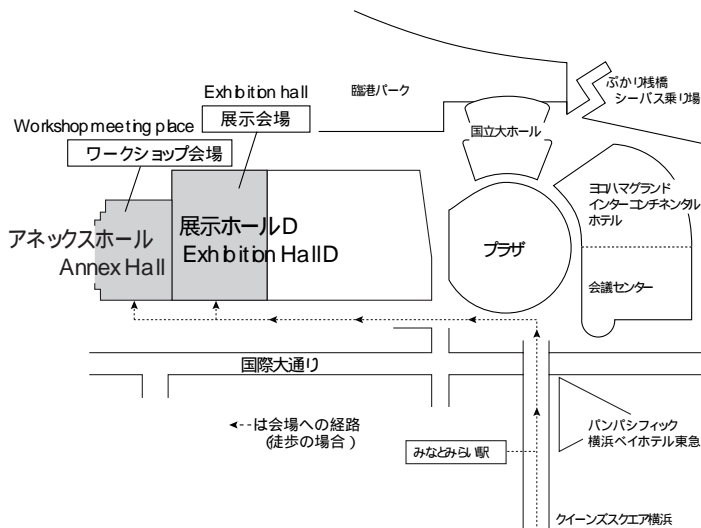 臨港パーク
ぷかり桟橋
シーバス乗り場
Exhibition hall
展示会場
国立大ホール
Workshop meeting place
ワークショップ会場
ヨコハマグランド
インターコンチネンタル
ホテル
展示ホールD
Exhibition Hall D
アネックスホール
Annex Hall
プラザ
会議センター
国際大通り
は会場への経路
(徒歩の場合)
みなとみらい駅
パンパシフィック
横浜ベイホテル東急
クイーンズスクエア横浜